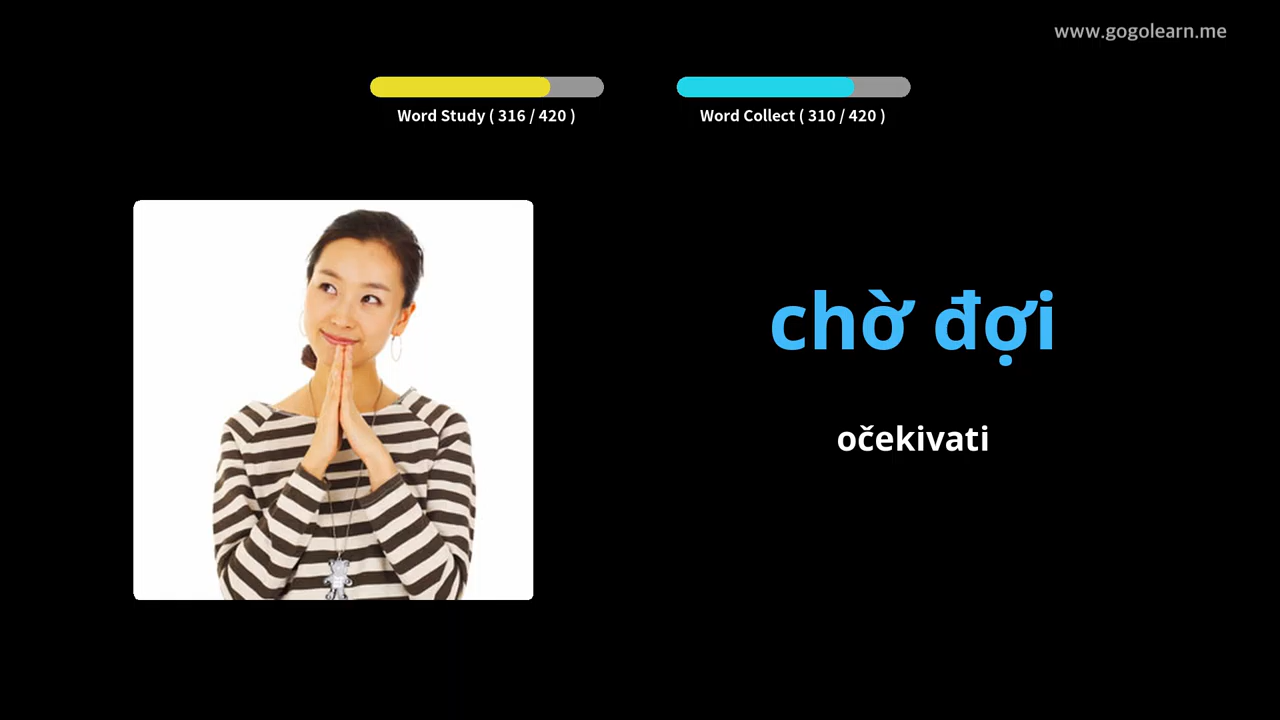 www.gogolearn.me
Word Study ( 316 / 420 )
Word Collect ( 310 / 420 )
chờ đợi
očekivati